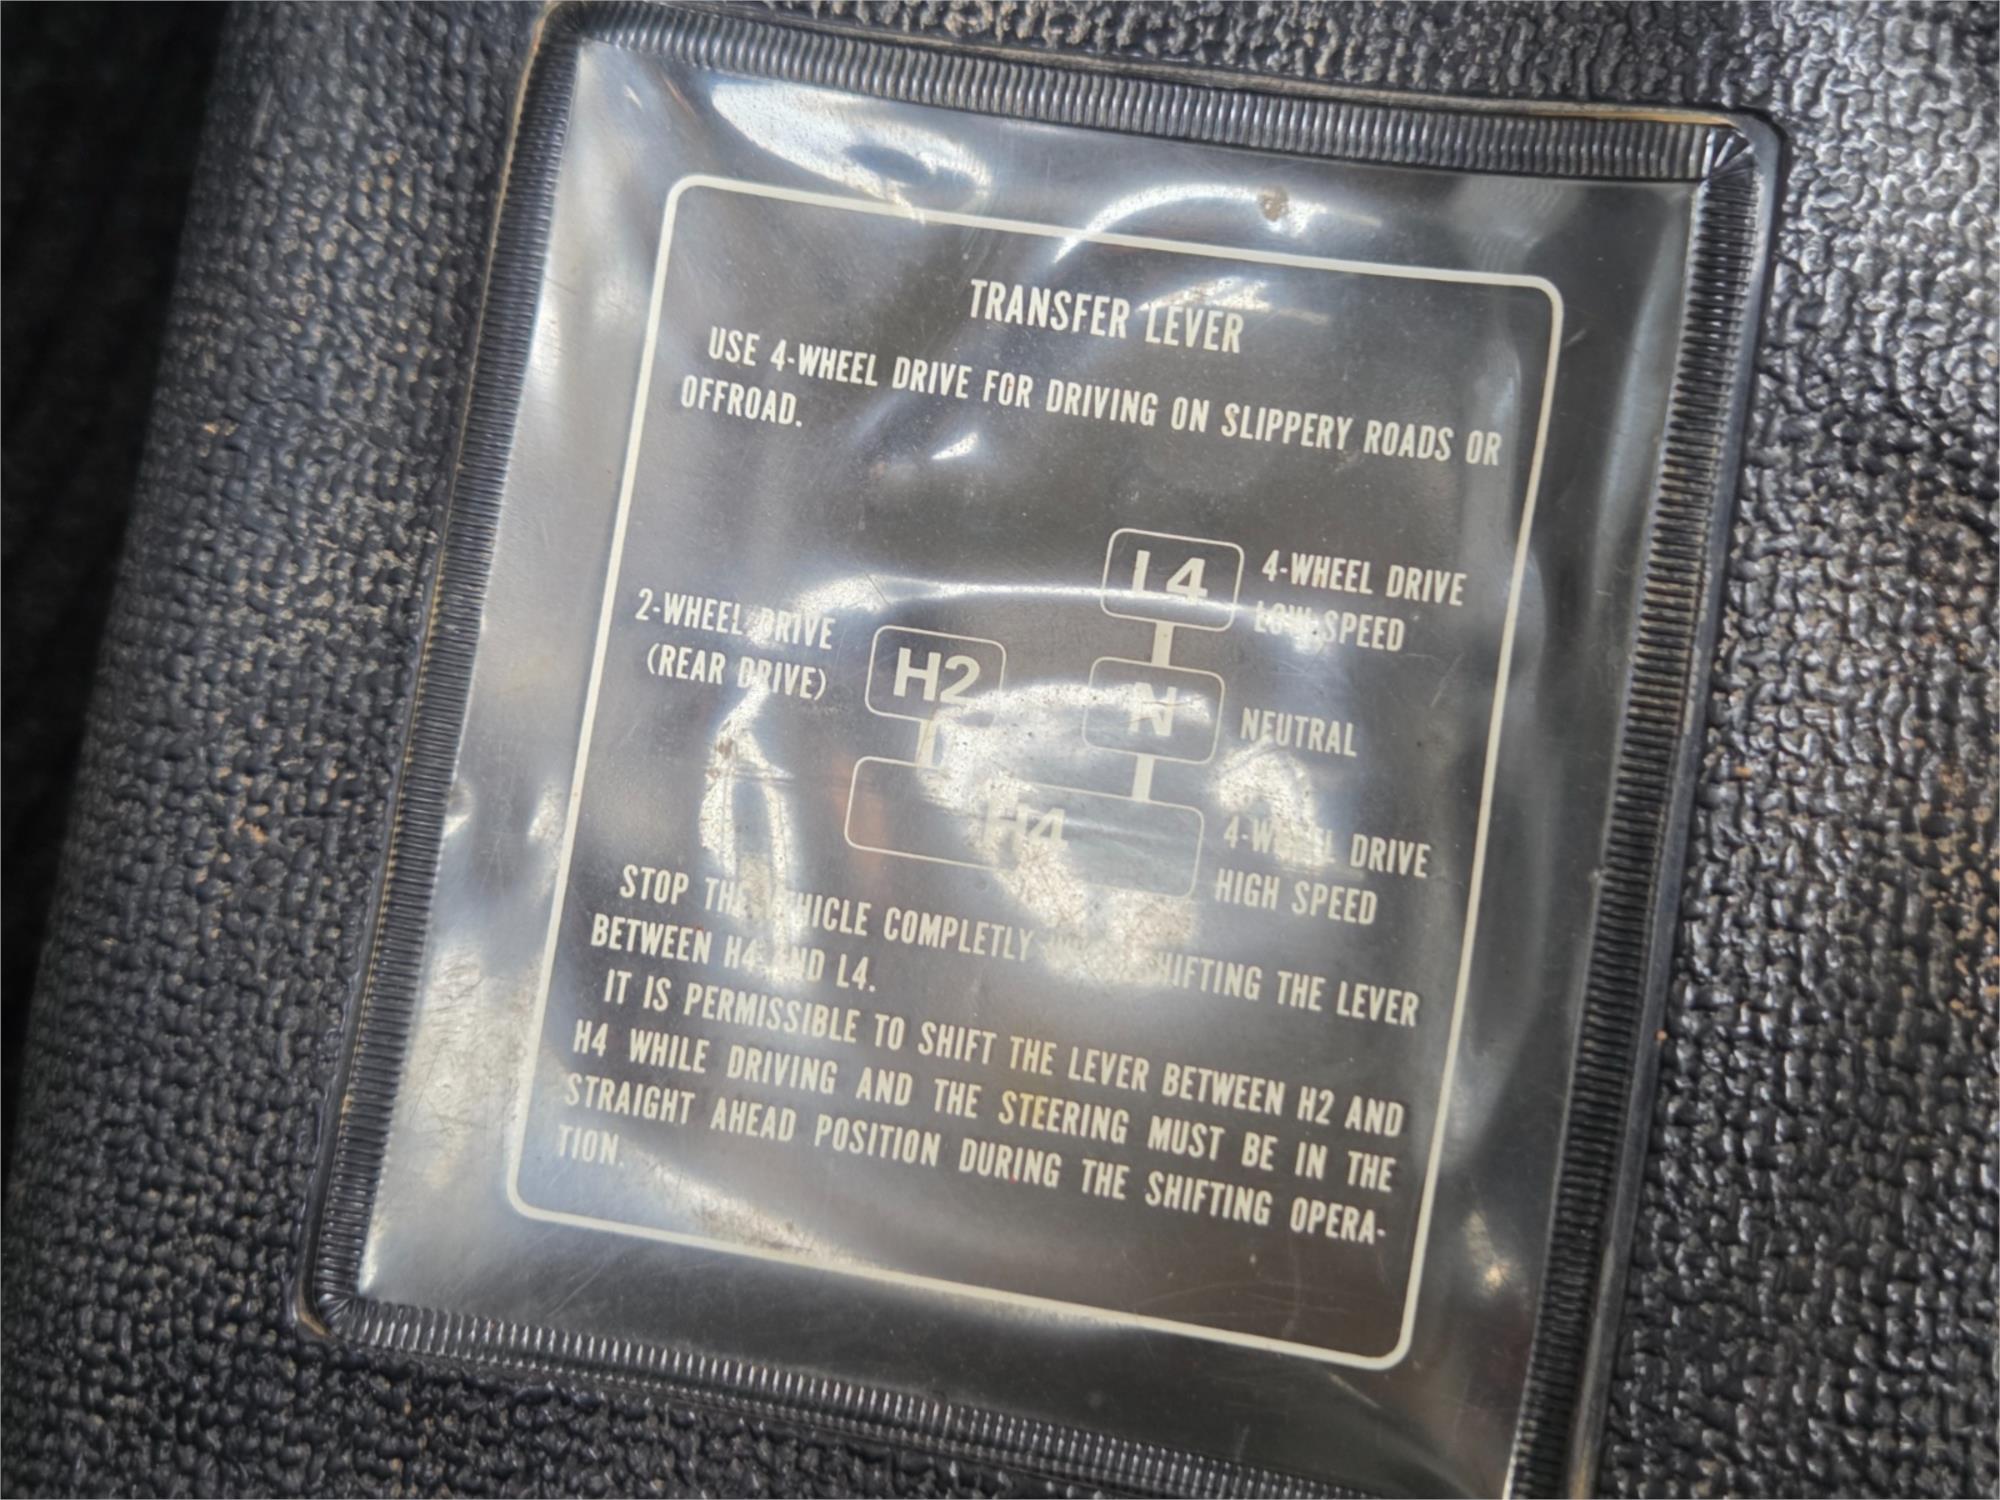 TRANSFER LEVER
USE 4-WHEEL DRIVE FOR DRIVING ON SLIPPERY ROADS OR
OFFROAD.
L4
4-WHEEL DRIVE
LOW SPEED
2-WHEEL DRIVE
(REAR DRIVE)
H2
N
NEUTRAL
H4
4-WHEEL DRIVE
HIGH SPEED
STOP THE VEHICLE COMPLETLY SHIFTING THE LEVER
BETWEEN H4 AND L4.
IT IS PERMISSIBLE TO SHIFT THE LEVER BETWEEN H2 AND
H4 WHILE DRIVING AND THE STEERING MUST BE IN THE
STRAIGHT AHEAD POSITION DURING THE SHIFTING OPERA-
TION.